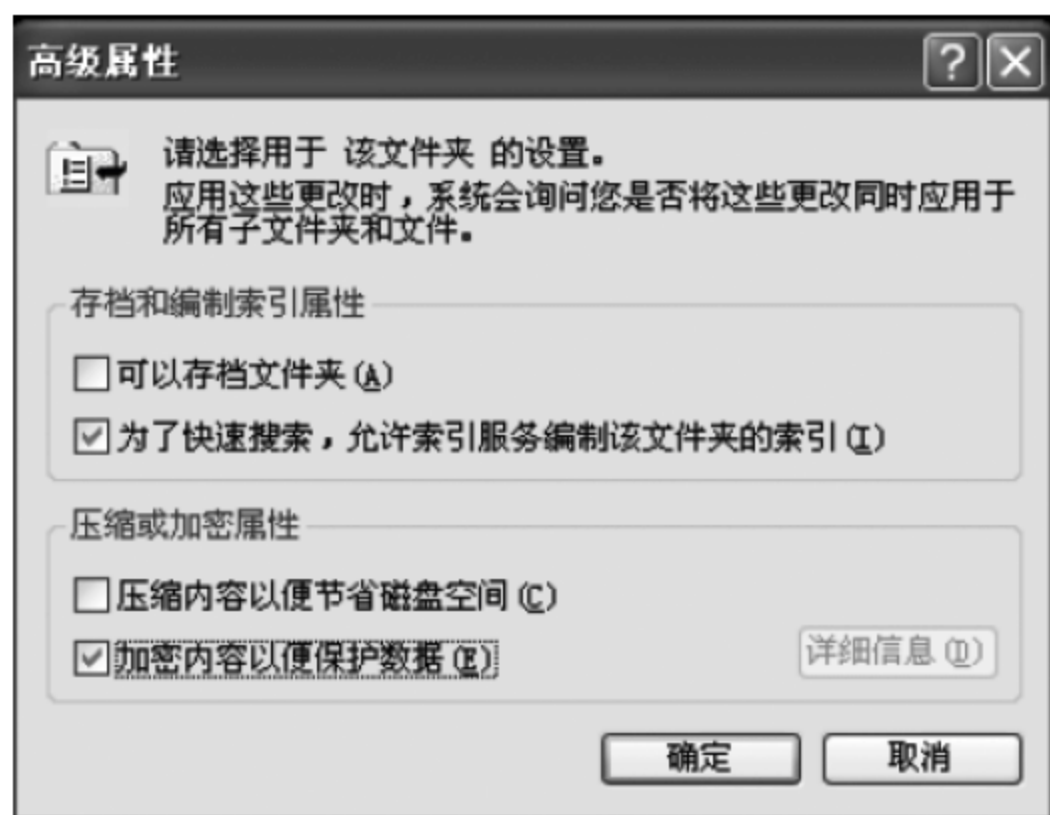 高级属性
请选择用于 该文件夹 的设置。
应用这些更改时，系统会询问您是否将这些更改同时应用于
所有子文件夹和文件。
存档和编制索引属性
可以存档文件夹(A)
为了快速搜索，允许索引服务编制该文件夹的索引(I)
压缩或加密属性
压缩内容以便节省磁盘空间(C)
加密内容以便保护数据(E)
详细信息(D)
确定
取消